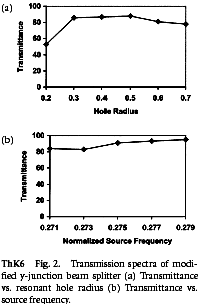 (a)
100
80
60
40
20
0
Transmittance
0.2 0.3 0.4 0.5 0.6 0.7
Hole Radius
(b)
100
80
60
40
20
0
Transmittance
0.271 0.273 0.275 0.277 0.279
Normalized Source Frequency
ThK6 Fig. 2. Transmission spectra of modi-
fied y-junction beam splitter (a) Transmittance
vs. resonant hole radius (b) Transmittance vs.
source frequency.